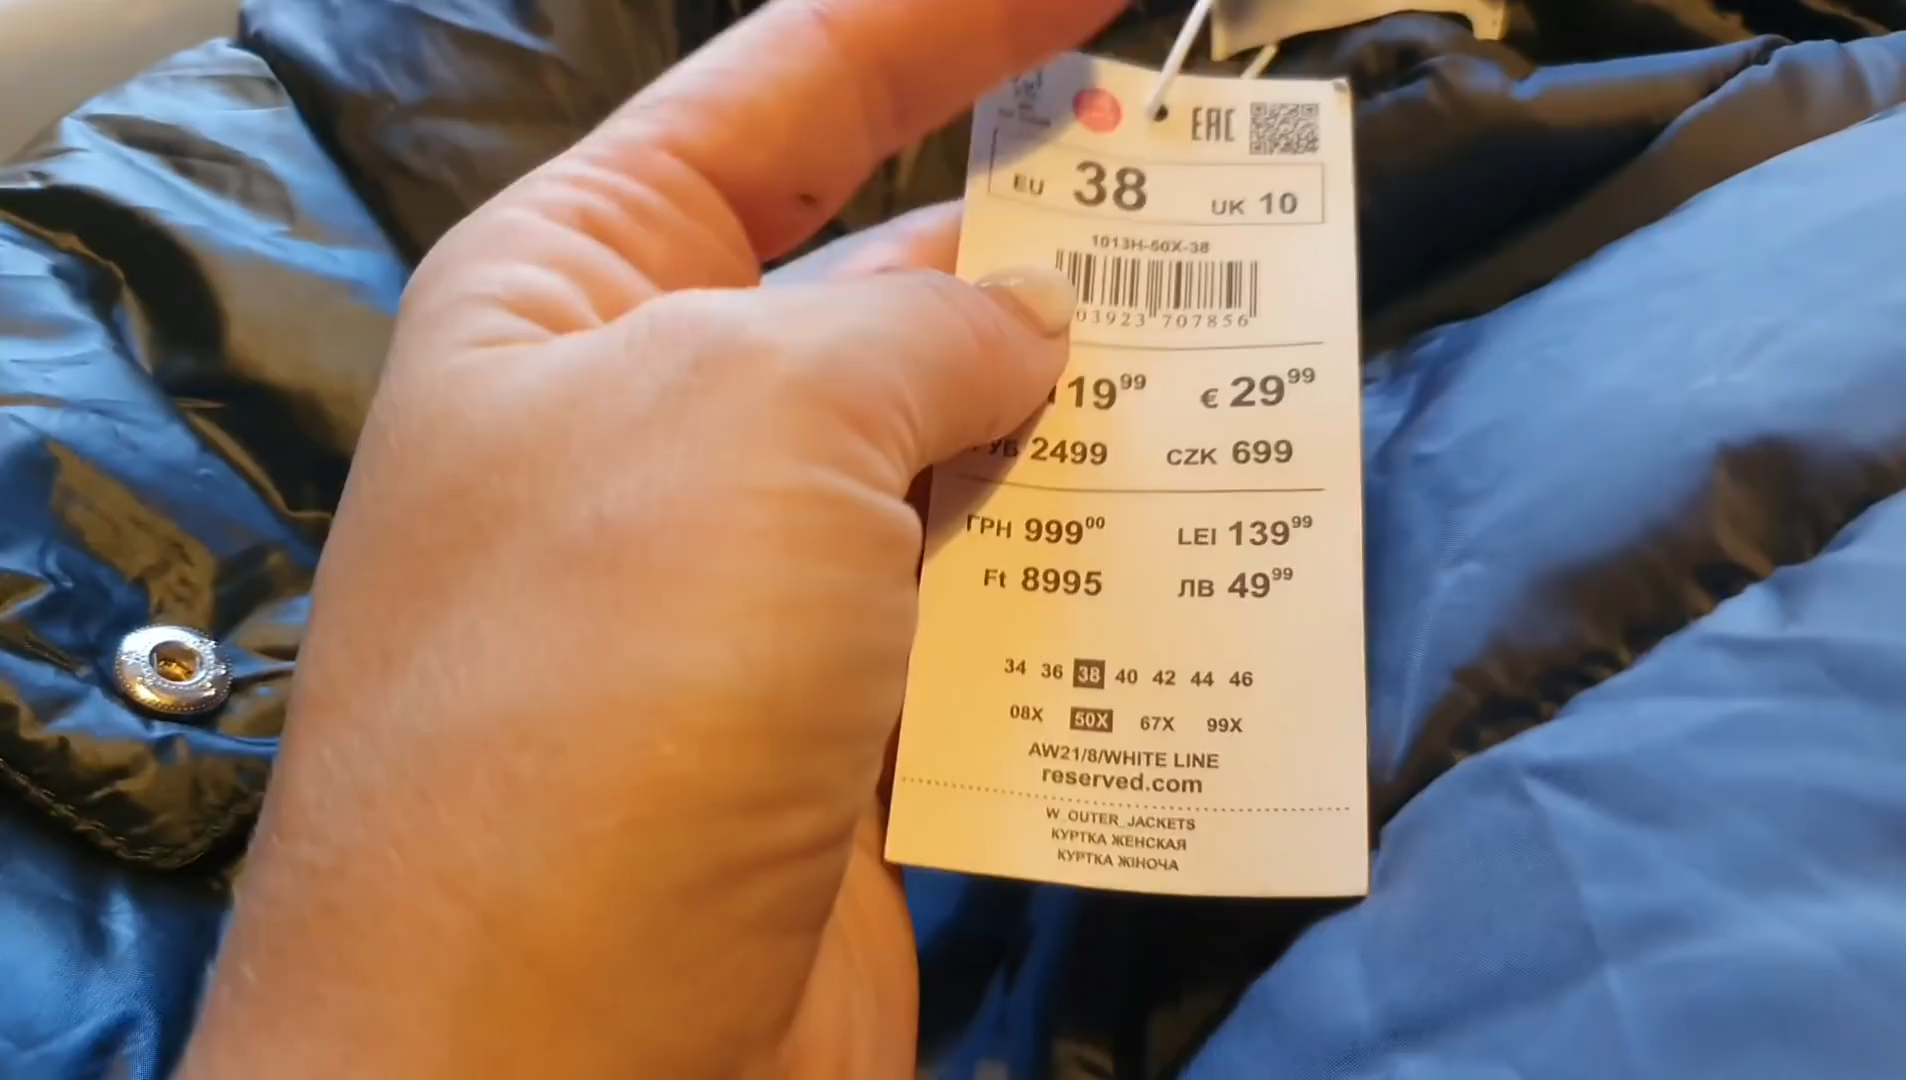 EAC
EU 38 UK 10
1013H-50X-38
03923 707856
19⁹⁹ € 29⁹⁹
РУБ 2499 CZK 699
ГРН 999⁰⁰ LEI 139⁹⁹
Ft 8995 ЛВ 49⁹⁹
34 36 38 40 42 44 46
08X 50X 67X 99X
AW21/8/WHITE LINE
reserved.com
W_OUTER_JACKETS
КУРТКА ЖЕНСКАЯ
КУРТКА ЖІНОЧА